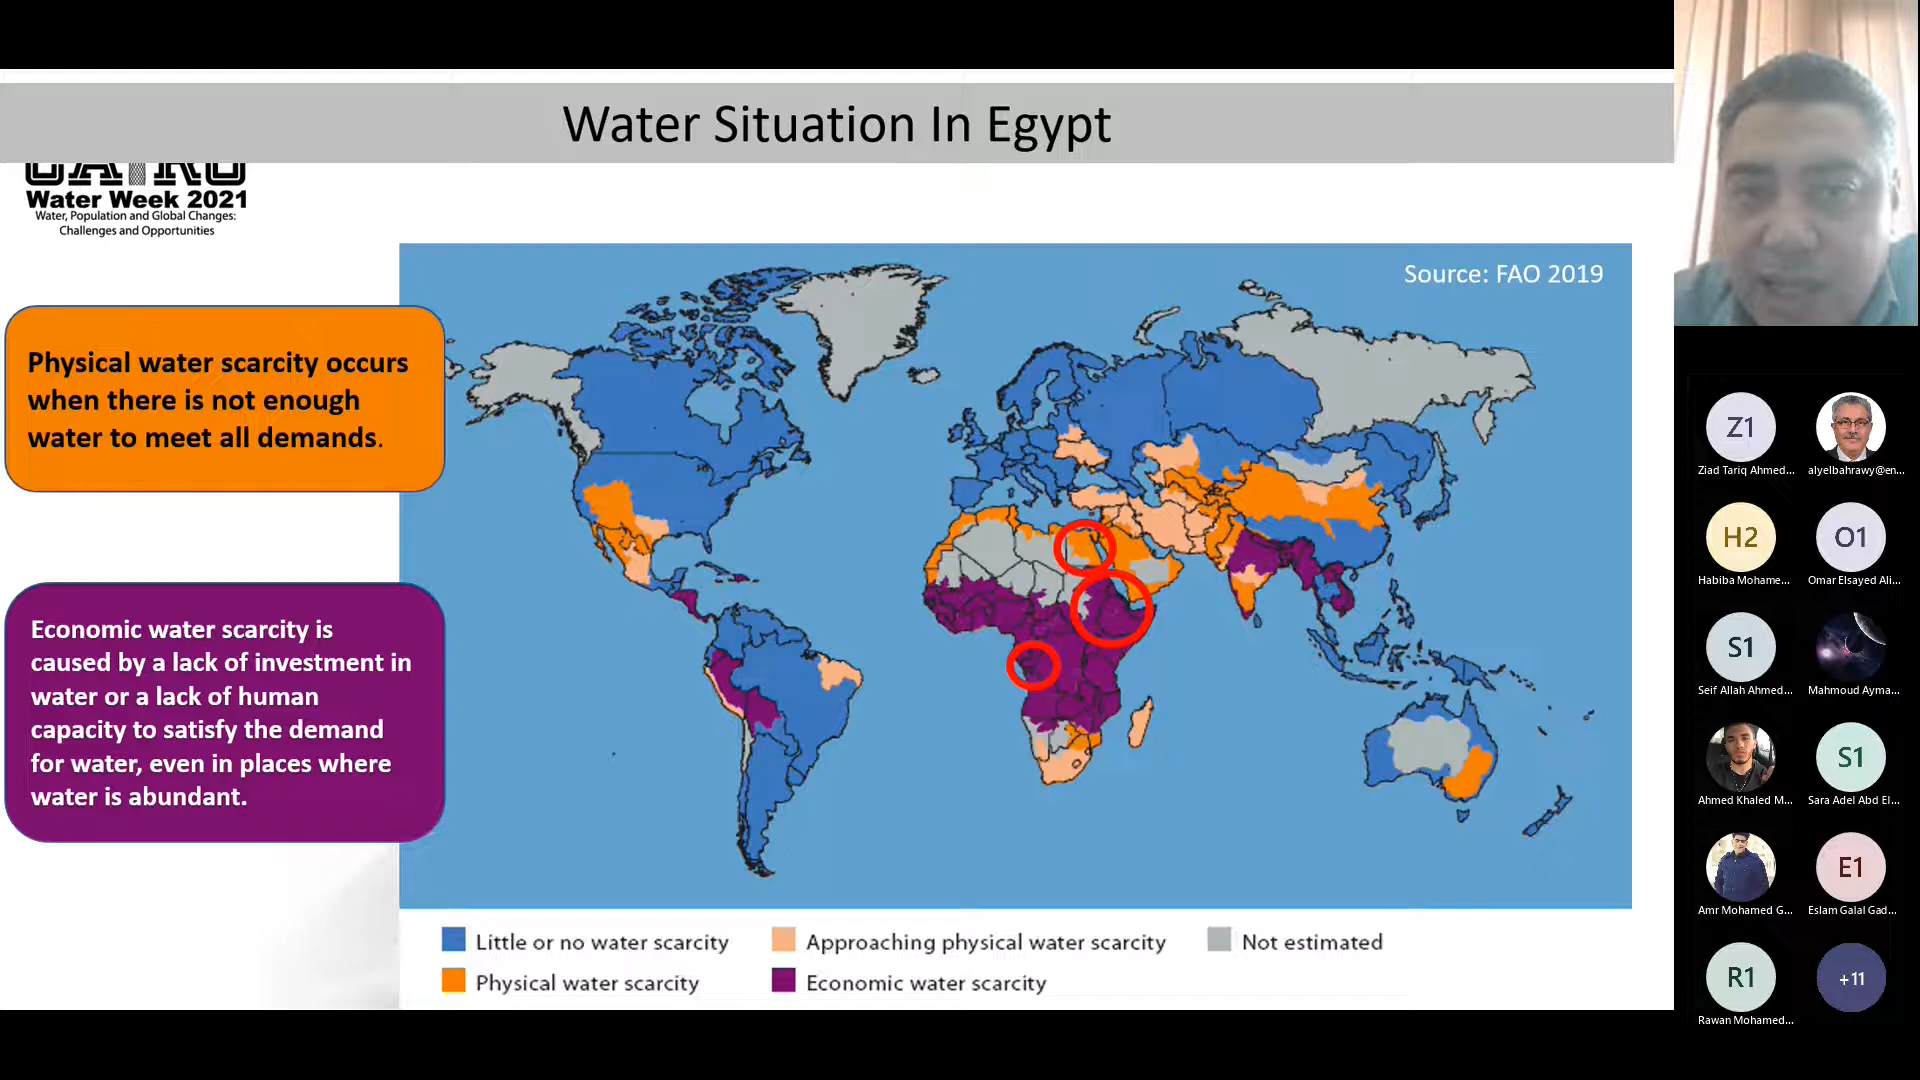 Water Situation In Egypt
CAIRO
Water Week 2021
Water, Population and Global Changes:
Challenges and Opportunities
Source: FAO 2019
Physical water scarcity occurs
when there is not enough
water to meet all demands.
Economic water scarcity is
caused by a lack of investment in
water or a lack of human
capacity to satisfy the demand
for water, even in places where
water is abundant.
Little or no water scarcity
Approaching physical water scarcity
Not estimated
Physical water scarcity
Economic water scarcity
Z1
Ziad Tariq Ahmed...
alyelbahrawy@en...
H2
O1
Habiba Mohame...
Omar Elsayed Ali...
S1
Seif Allah Ahmed...
Mahmoud Ayma...
S1
Ahmed Khaled M...
Sara Adel Abd El...
E1
Amr Mohamed G...
Eslam Galal Gad...
R1
+11
Rawan Mohamed...